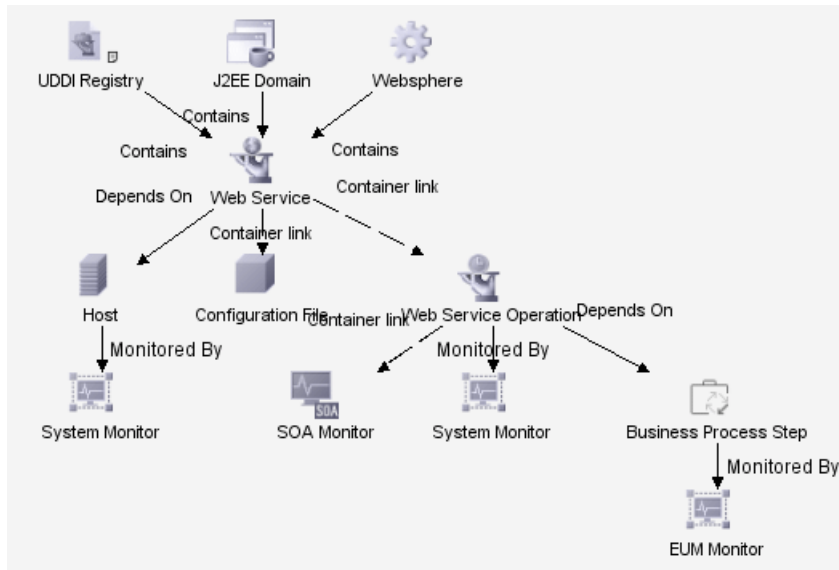 UDDI Registry
J2EE Domain
Websphere
Contains
Contains
Contains
Depends On
Web Service
Container link
Container link
Host
Configuration File
Container link
Web Service Operation
Depends On
Monitored By
Monitored By
SOA
System Monitor
SOA Monitor
System Monitor
Business Process Step
Monitored By
EUM Monitor